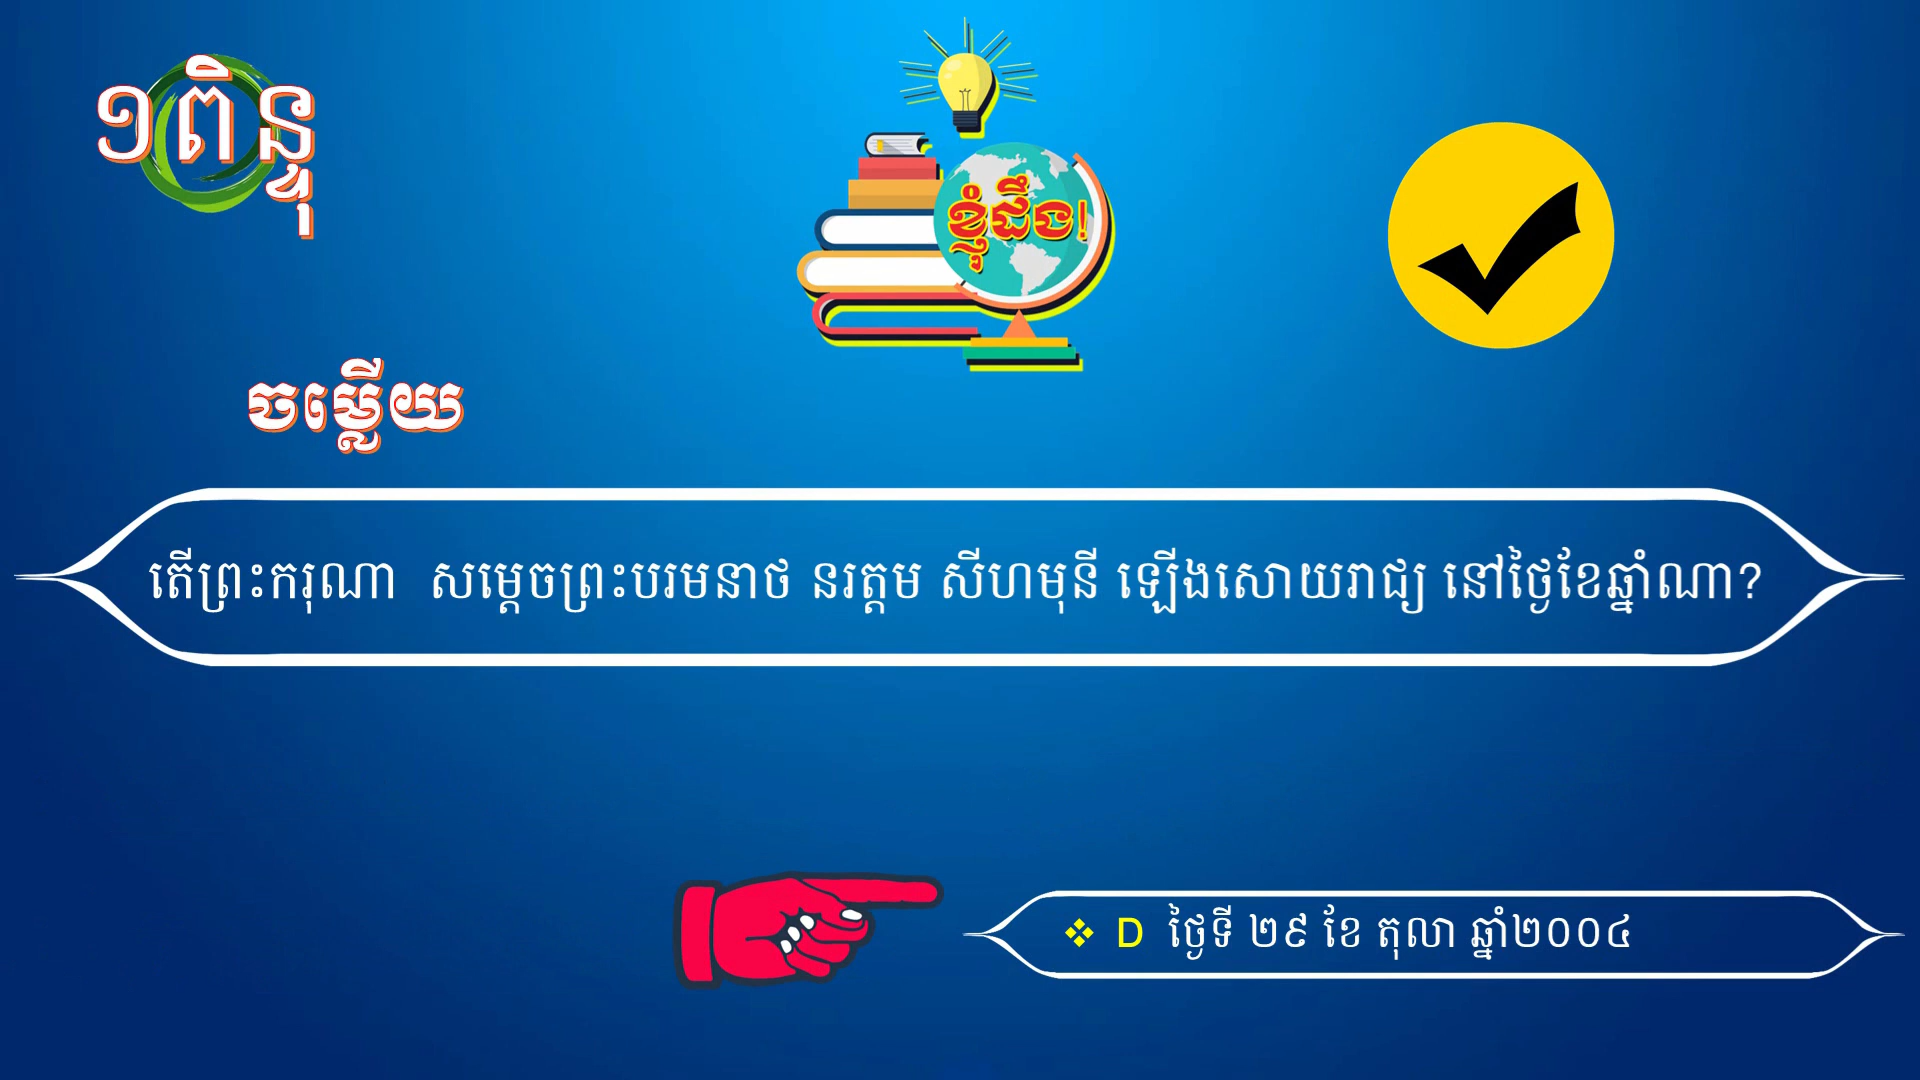 ១ពិន្ទុ
ខ្ញុំដឹង!
ចម្លើយ
តើព្រះករុណា សម្តេចព្រះបរមនាថ នរត្តម សីហមុនី ឡើងសោយរាជ្យ នៅថ្ងៃខែឆ្នាំណា?
❖ D ថ្ងៃទី ២៩ ខែ តុលា ឆ្នាំ២០០៤